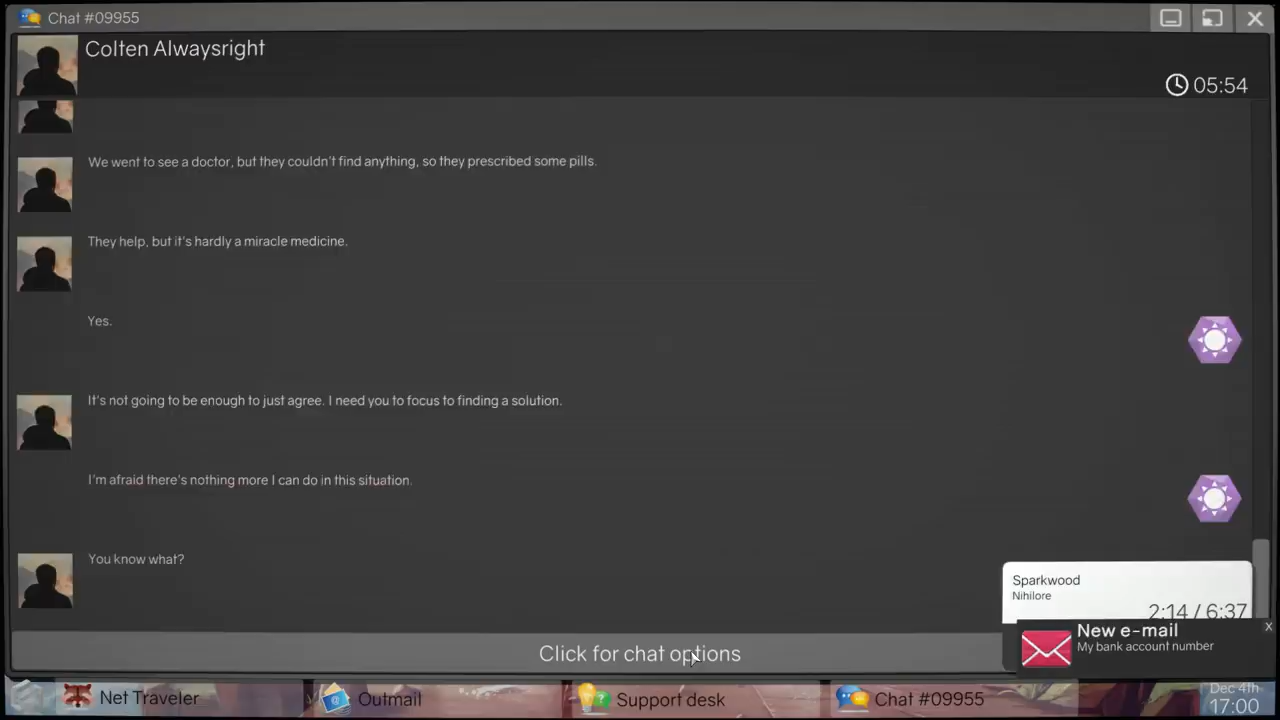 Chat #09955
Colten Alwaysright
05:54
We went to see a doctor, but they couldn't find anything, so they prescribed some pills.
They help, but it's hardly a miracle medicine.
Yes.
It's not going to be enough to just agree. I need you to focus to finding a solution.
I'm afraid there's nothing more I can do in this situation.
You know what?
Sparkwood
Nihilore
2:14 / 6:37
New e-mail
X
My bank account number
Click for chat options
Net Traveler
Outmail
Support desk
Chat #09955
Dec 4th
17:00